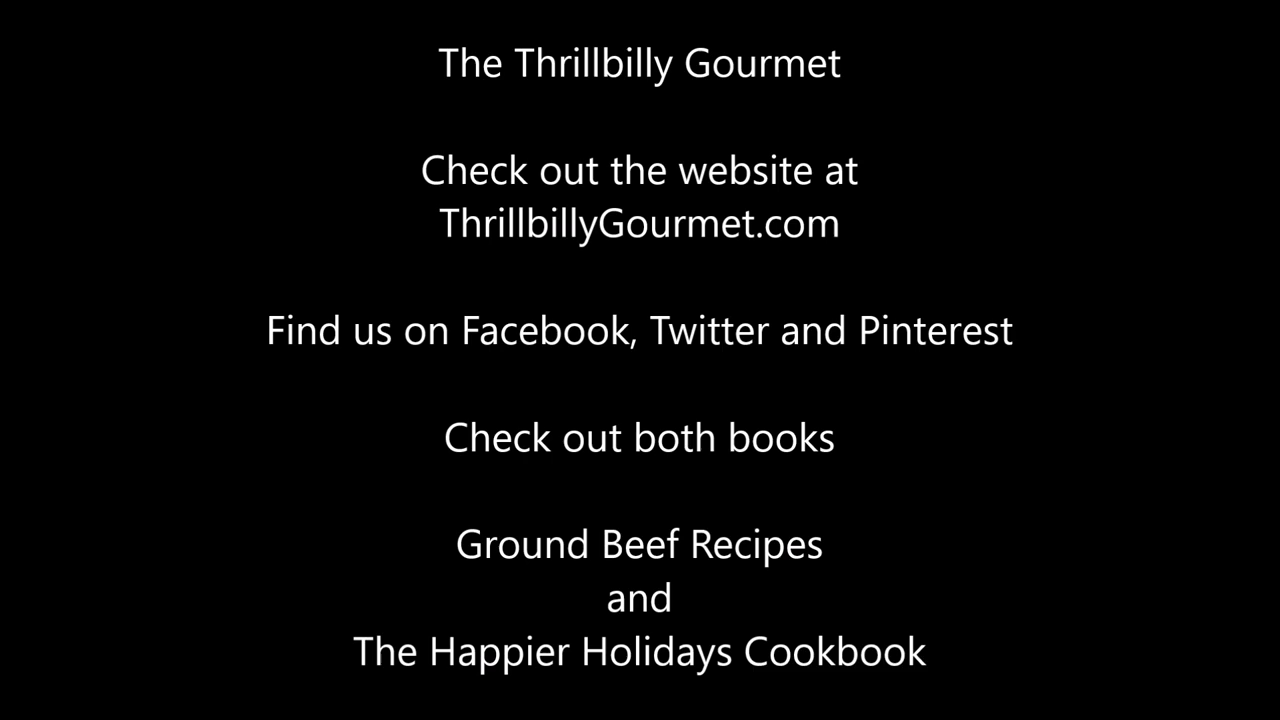 The Thrillbilly Gourmet
Check out the website at
ThrillbillyGourmet.com
Find us on Facebook, Twitter and Pinterest
Check out both books
Ground Beef Recipes
and
The Happier Holidays Cookbook